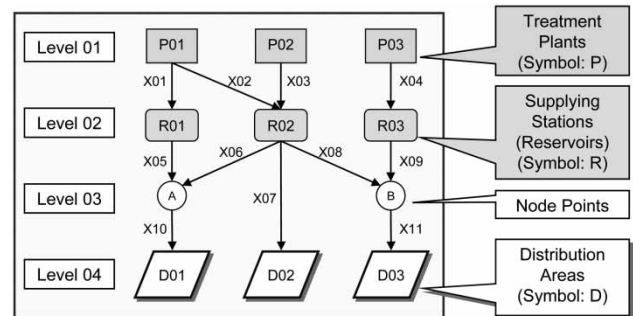 Level 01
P01
P02
P03
Treatment
Plants
(Symbol: P)
X01
X02
X03
X04
Level 02
R01
R02
R03
Supplying
Stations
(Reservoirs)
(Symbol: R)
X05
X06
X08
X09
Level 03
A
X07
B
Node Points
X10
X11
Level 04
D01
D02
D03
Distribution
Areas
(Symbol: D)